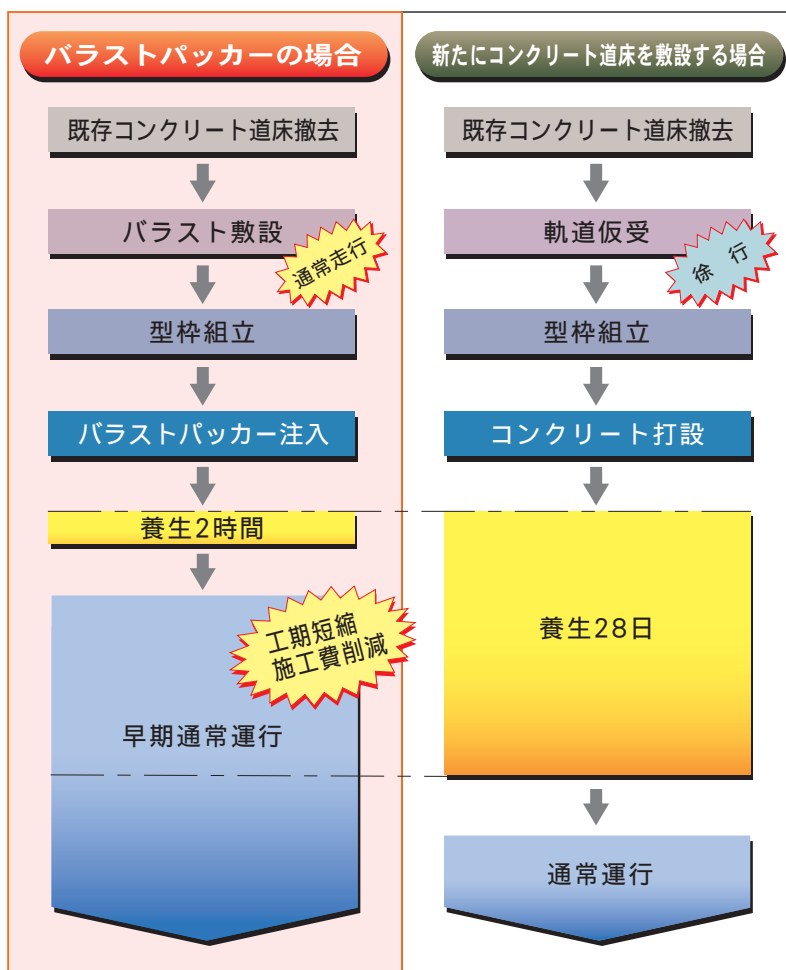 バラストパッカーの場合
既存コンクリート道床撤去
バラスト敷設
通常走行
型枠組立
バラストパッカー注入
養生2時間
工期短縮
施工費削減
早期通常運行
新たにコンクリート道床を敷設する場合
既存コンクリート道床撤去
軌道仮受
徐 行
型枠組立
コンクリート打設
養生28日
通常運行